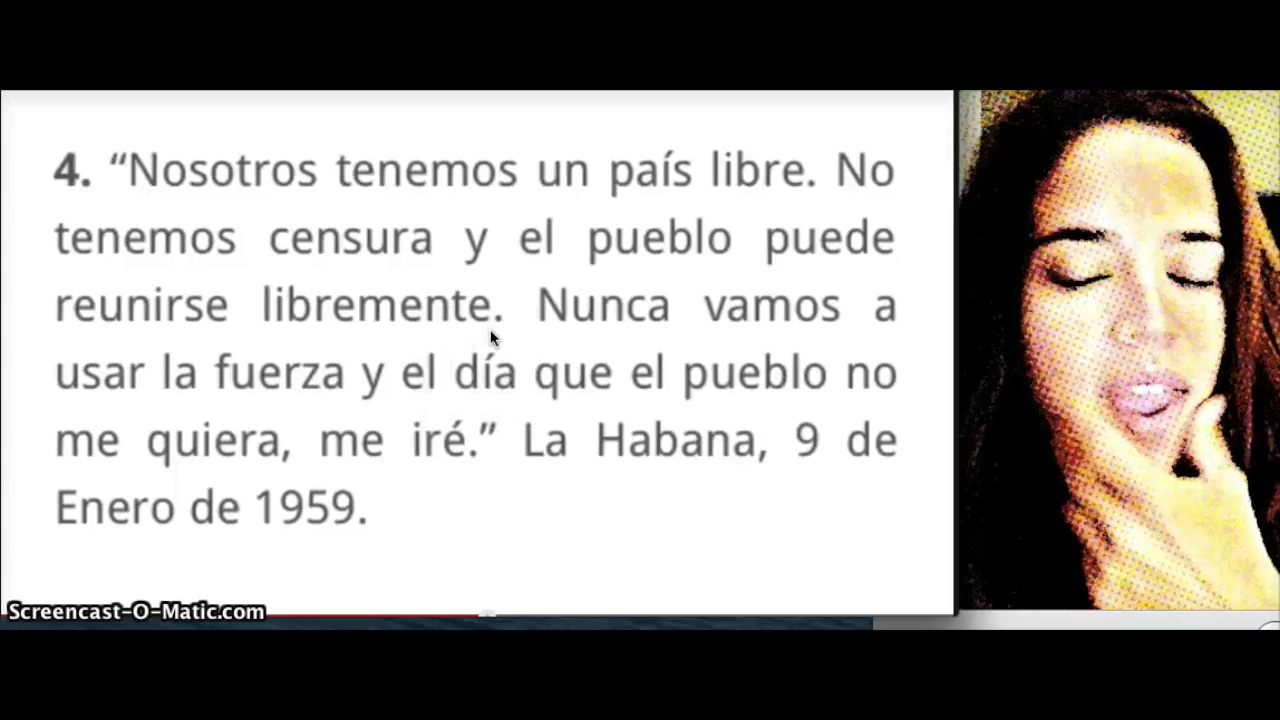 4. “Nosotros tenemos un país libre. No
tenemos censura y el pueblo puede
reunirse libremente. Nunca vamos a
usar la fuerza y el día que el pueblo no
me quiera, me iré.” La Habana, 9 de
Enero de 1959.
Screencast-O-Matic.com